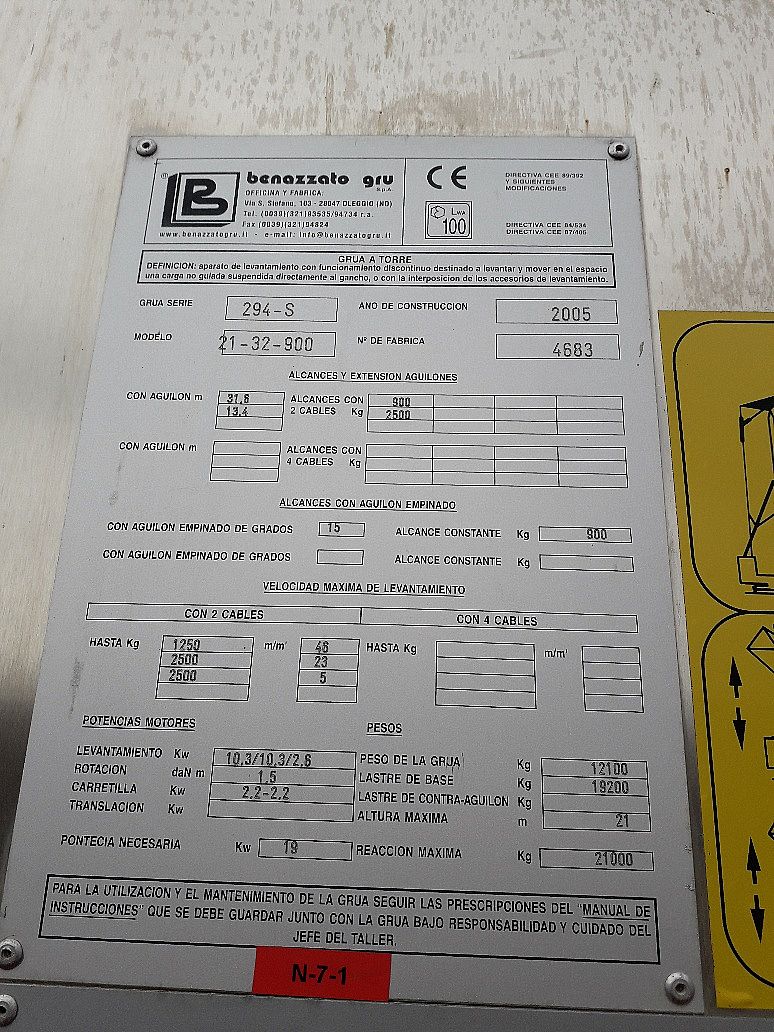 ® LB benazzato gru
S.p.A.
OFFICINA Y FABRICA:
Via S. Stefano, 103 - 28047 OLEGGIO (NO)
Tel. (0039)(321)93535/94734 r.a.
Fax (0039)(321)94824
www.benazzatogru.it - e-mail: info@benazzatogru.it
CE
LWA
100
DIRECTIVA CEE 89/392
Y SIGUIENTES
MODIFICACIONES
DIRECTIVA CEE 84/534
DIRECTIVA CEE 87/405
GRUA A TORRE
DEFINICION: aparato de levantamiento con funcionamiento discontinuo destinado a levantar y mover en el espacio
una carga no guiada suspendida directamente al gancho, o con la interposicion de los accesorios de levantamiento.
GRUA SERIE 294-S ANO DE CONSTRUCCION 2005
MODELO 21-32-900 Nº DE FABRICA 4683
ALCANCES Y EXTENSION AGUILONES
CON AGUILON m 31,6 ALCANCES CON 900
13,4 2 CABLES Kg 2500
CON AGUILON m ALCANCES CON
4 CABLES Kg
ALCANCES CON AGUILON EMPINADO
CON AGUILON EMPINADO DE GRADOS 15 ALCANCE CONSTANTE Kg 900
CON AGUILON EMPINADO DE GRADOS ALCANCE CONSTANTE Kg
VELOCIDAD MAXIMA DE LEVANTAMIENTO
CON 2 CABLES CON 4 CABLES
HASTA Kg 1250 m/m' 46 HASTA Kg m/m'
2500 23
2500 5
POTENCIAS MOTORES PESOS
LEVANTAMIENTO Kw 10,3/10,3/2,6 PESO DE LA GRUA Kg 12100
ROTACION daN m 1,5 LASTRE DE BASE Kg 19200
CARRETILLA Kw 2,2-2,2 LASTRE DE CONTRA-AGUILON Kg
TRANSLACION Kw ALTURA MAXIMA m 21
PONTECIA NECESARIA Kw 19 REACCION MAXIMA Kg 21000
PARA LA UTILIZACION Y EL MANTENIMIENTO DE LA GRUA SEGUIR LAS PRESCRIPCIONES DEL "MANUAL DE
INSTRUCCIONES" QUE SE DEBE GUARDAR JUNTO CON LA GRUA BAJO RESPONSABILIDAD Y CUIDADO DEL
JEFE DEL TALLER.
N-7-1